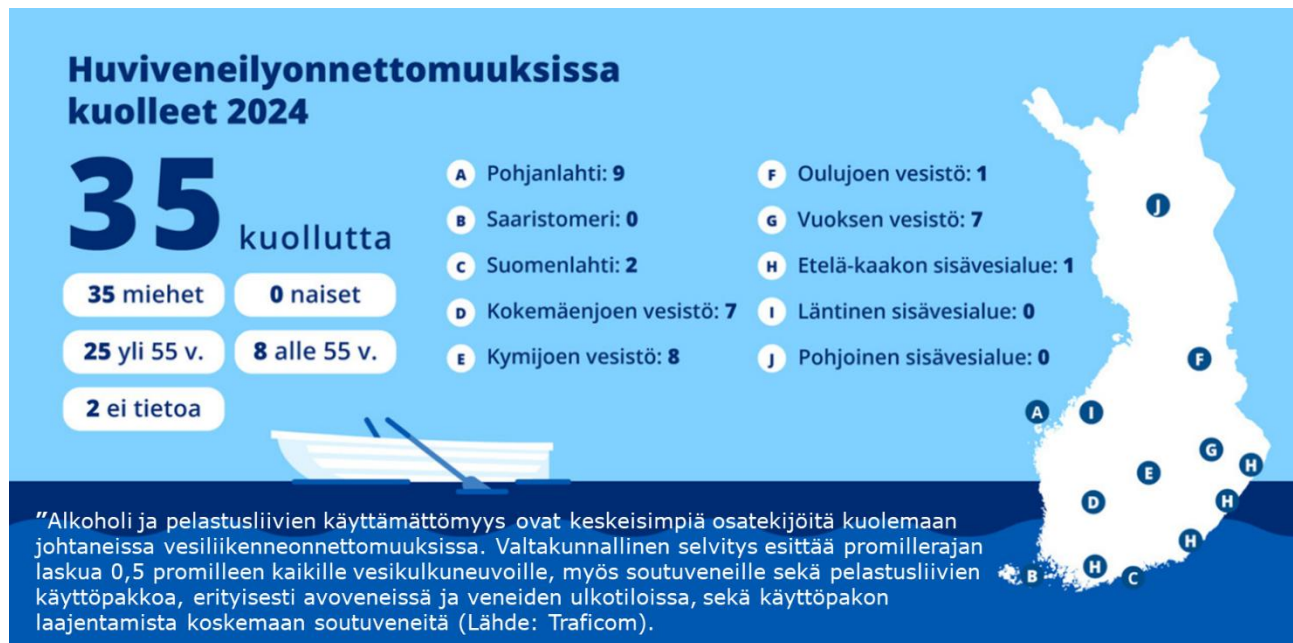 Huviveneilyonnettomuuksissa
kuolleet 2024
35 kuollutta
35 miehet
0 naiset
25 yli 55 v.
8 alle 55 v.
2 ei tietoa
A Pohjanlahti: 9
B Saaristomeri: 0
C Suomenlahti: 2
D Kokemäenjoen vesistö: 7
E Kymijoen vesistö: 8
F Oulujoen vesistö: 1
G Vuoksen vesistö: 7
H Etelä-kaakon sisävesialue: 1
I Läntinen sisävesialue: 0
J Pohjoinen sisävesialue: 0
J
F
A
I
G
H
E
D
H
H
H
B
C
"Alkoholi ja pelastusliivien käyttämättömyys ovat keskeisimpiä osatekijöitä kuolemaan
johtaneissa vesiliikenneonnettomuuksissa. Valtakunnallinen selvitys esittää promillerajan
laskua 0,5 promilleen kaikille vesikulkuneuvoille, myös soutuveneille sekä pelastusliivien
käyttöpakkoa, erityisesti avoveneissä ja veneiden ulkotiloissa, sekä käyttöpakon
laajentamista koskemaan soutuveneitä (Lähde: Traficom).